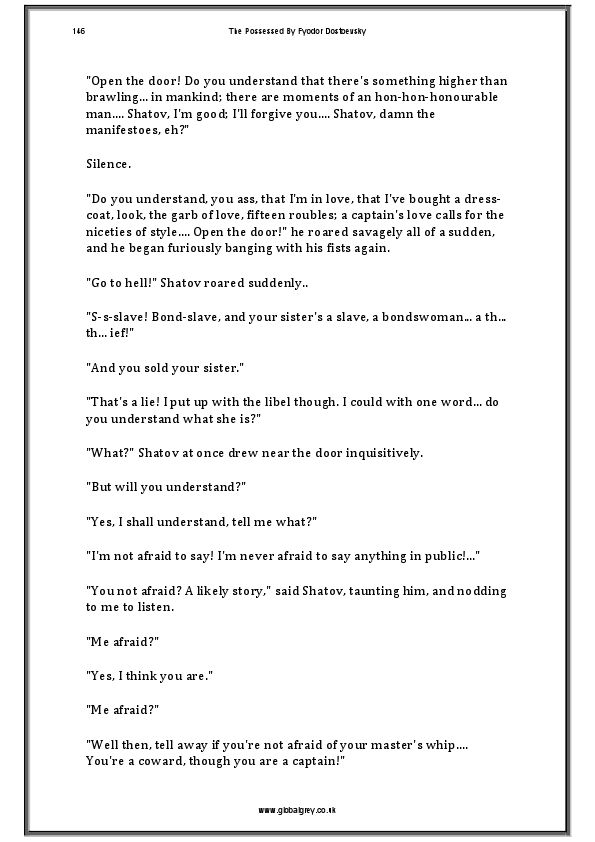 146
The Possessed By Fyodor Dostoevsky
"Open the door! Do you understand that there's something higher than
brawling... in mankind; there are moments of an hon-hon-honourable
man.... Shatov, I'm good; I'll forgive you.... Shatov, damn the
manifestoes, eh?"
Silence.
"Do you understand, you ass, that I'm in love, that I've bought a dress-
coat, look, the garb of love, fifteen roubles; a captain's love calls for the
niceties of style.... Open the door!" he roared savagely all of a sudden,
and he began furiously banging with his fists again.
"Go to hell!" Shatov roared suddenly..
"S-s-slave! Bond-slave, and your sister's a slave, a bondswoman... a th...
th... ief!"
"And you sold your sister."
"That's a lie! I put up with the libel though. I could with one word... do
you understand what she is?"
"What?" Shatov at once drew near the door inquisitively.
"But will you understand?"
"Yes, I shall understand, tell me what?"
"I'm not afraid to say! I'm never afraid to say anything in public!..."
"You not afraid? A likely story," said Shatov, taunting him, and nodding
to me to listen.
"Me afraid?"
"Yes, I think you are."
"Me afraid?"
"Well then, tell away if you're not afraid of your master's whip....
You're a coward, though you are a captain!"
www.globalgrey.co.uk